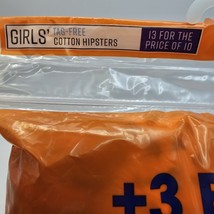 GIRLS'
TAG-FREE
COTTON HIPSTERS
13 FOR THE
PRICE OF 10
+3